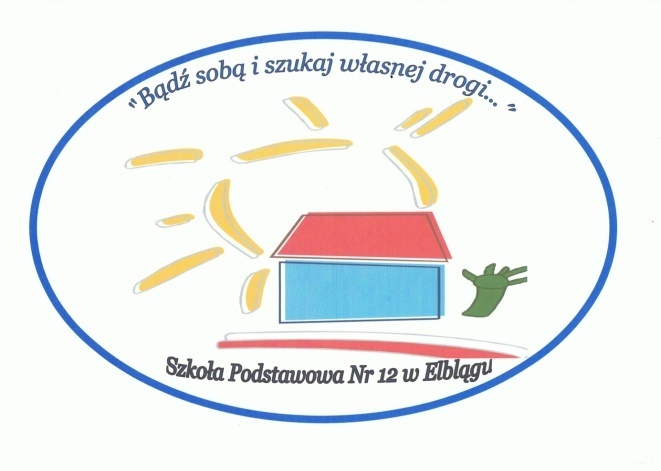 "Bądź sobą i szukaj własnej drogi... "
Szkoła Podstawowa Nr 12 w Elblągu